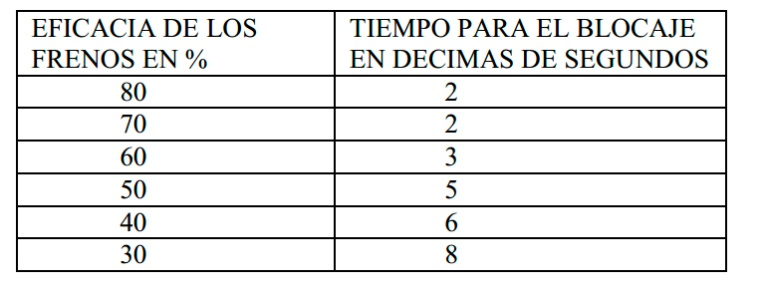 EFICACIA DE LOS
FRENOS EN %
TIEMPO PARA EL BLOCAJE
EN DECIMAS DE SEGUNDOS
80 2
70 2
60 3
50 5
40 6
30 8